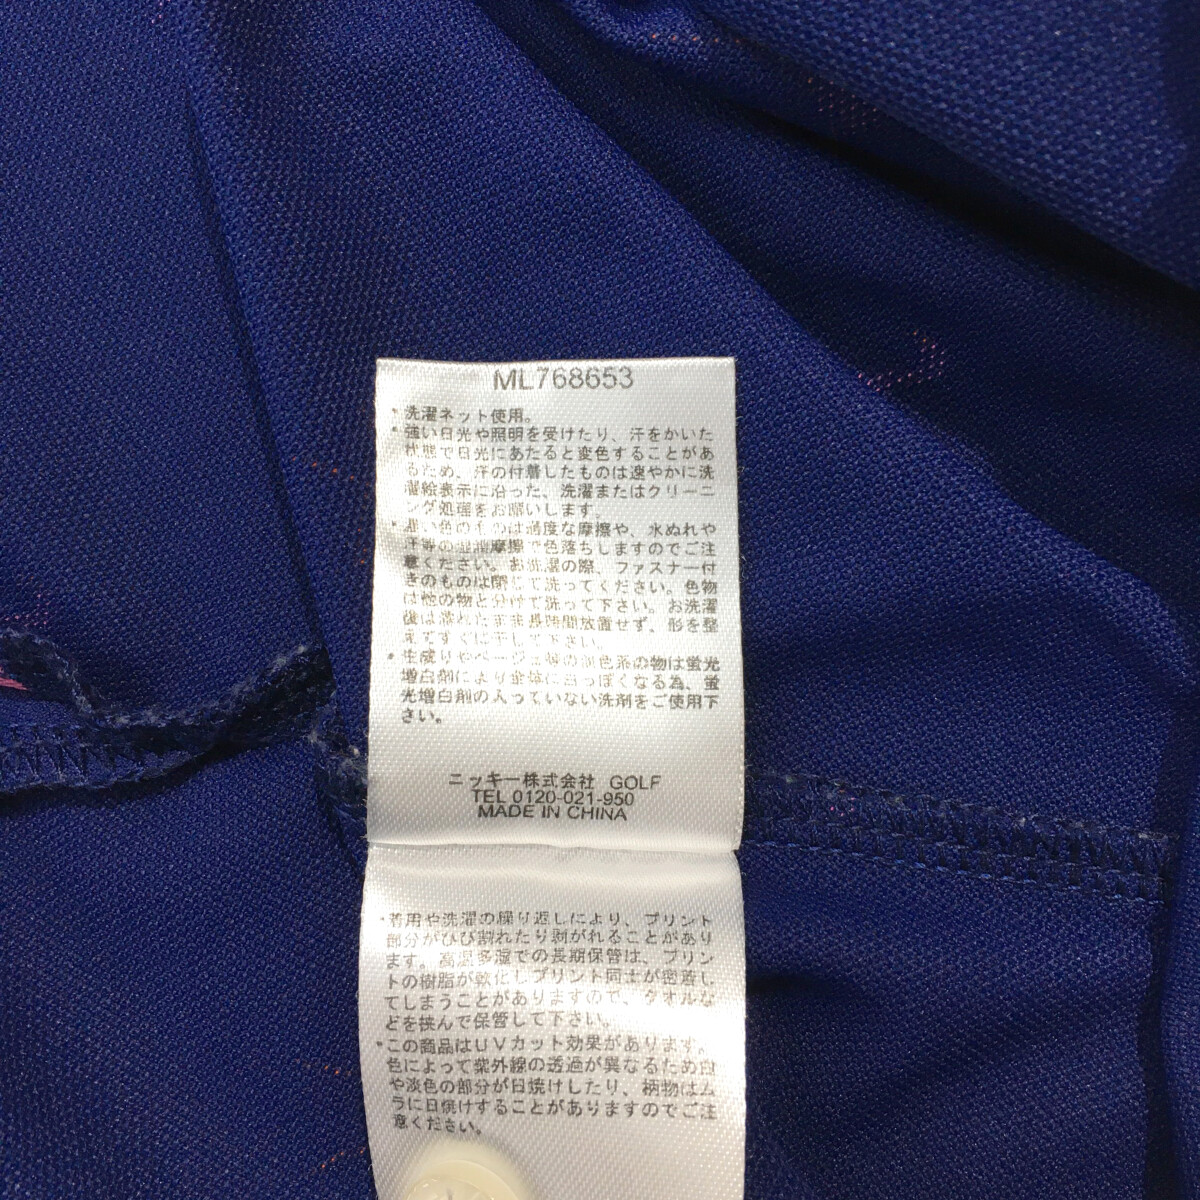 ML768653
・洗濯ネット使用。
・強い日光や照明を受けたり、汗をかいた
状態で日光にあたると変色することがあ
るため、汗の付着したものは速やかに洗
濯絵表示に沿った、洗濯またはクリーニ
ング処理をお願いします。
・濃い色のものは過度な摩擦や、水ぬれや
汗等の湿潤摩擦で色落ちしますのでご注
意ください。お洗濯の際、ファスナー付
きのものは閉じて洗ってください。色物
は他の物と分けて洗って下さい。お洗濯
後は濡れたまま長時間放置せず、形を整
えてすぐに干して下さい。
・生成りやベージュ等の淡色系の物は蛍光
増白剤により全体に白っぽくなる為、蛍
光増白剤の入っていない洗剤をご使用下
さい。
ニッキー株式会社 GOLF
TEL 0120-021-950
MADE IN CHINA
・着用や洗濯の繰り返しにより、プリント
部分がひび割れたり剥がれることがあり
ます。高温多湿での長期保管は、プリン
トの樹脂が軟化しプリント同士が密着し
てしまうことがありますので、タオルな
どを挟んで保管して下さい。
・この商品はUVカット効果があります。
色によって紫外線の透過が異なるため白
や淡色の部分が日焼けしたり、柄物はム
ラに日焼けすることがありますのでご注
意ください。